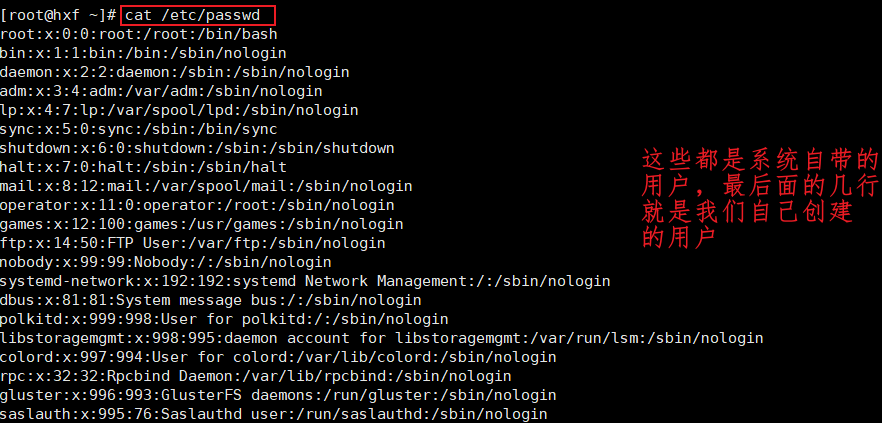 [root@hxf ~]# cat /etc/passwd
root:x:0:0:root:/root:/bin/bash
bin:x:1:1:bin:/bin:/sbin/nologin
daemon:x:2:2:daemon:/sbin:/sbin/nologin
adm:x:3:4:adm:/var/adm:/sbin/nologin
lp:x:4:7:lp:/var/spool/lpd:/sbin/nologin
sync:x:5:0:sync:/sbin:/bin/sync
shutdown:x:6:0:shutdown:/sbin:/sbin/shutdown
halt:x:7:0:halt:/sbin:/sbin/halt
mail:x:8:12:mail:/var/spool/mail:/sbin/nologin
operator:x:11:0:operator:/root:/sbin/nologin
games:x:12:100:games:/usr/games:/sbin/nologin
ftp:x:14:50:FTP User:/var/ftp:/sbin/nologin
nobody:x:99:99:Nobody:/:/sbin/nologin
systemd-network:x:192:192:systemd Network Management:/:/sbin/nologin
dbus:x:81:81:System message bus:/:/sbin/nologin
polkitd:x:999:998:User for polkitd:/:/sbin/nologin
libstoragemgmt:x:998:995:daemon account for libstoragemgmt:/var/run/lsm:/sbin/nologin
colord:x:997:994:User for colord:/var/lib/colord:/sbin/nologin
rpc:x:32:32:Rpcbind Daemon:/var/lib/rpcbind:/sbin/nologin
gluster:x:996:993:GlusterFS daemons:/run/gluster:/sbin/nologin
saslauth:x:995:76:Saslauthd user:/run/saslauthd:/sbin/nologin
这些都是系统自带的
用户，最后面的几行
就是我们自己创建
的用户